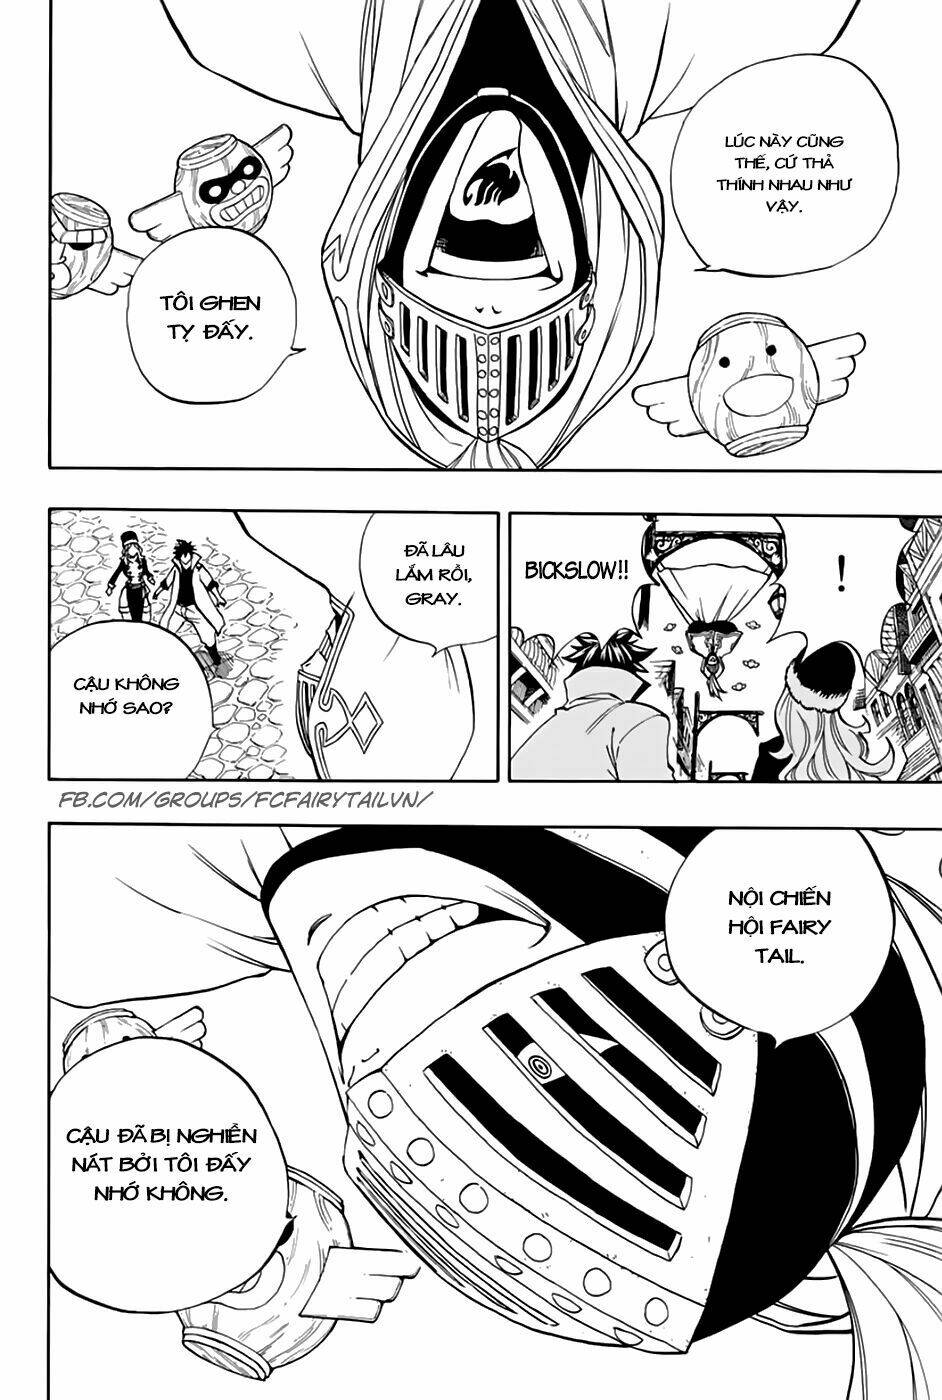 LÚC NÀY CŨNG
THẾ, CỨ THẢ
THÍNH NHAU NHƯ
VẬY.
TÔI GHEN
TỴ ĐẤY.
BICKSLOW!!
!
ĐÃ LÂU
LẮM RỒI,
GRAY.
CẬU KHÔNG
NHỚ SAO?
FB.COM/GROUPS/FCFAIRYTAILVN/
NỘI CHIẾN
HỘI FAIRY
TAIL.
CẬU ĐÃ BỊ NGHIỀN
NÁT BỞI TÔI ĐẤY
NHỚ KHÔNG.